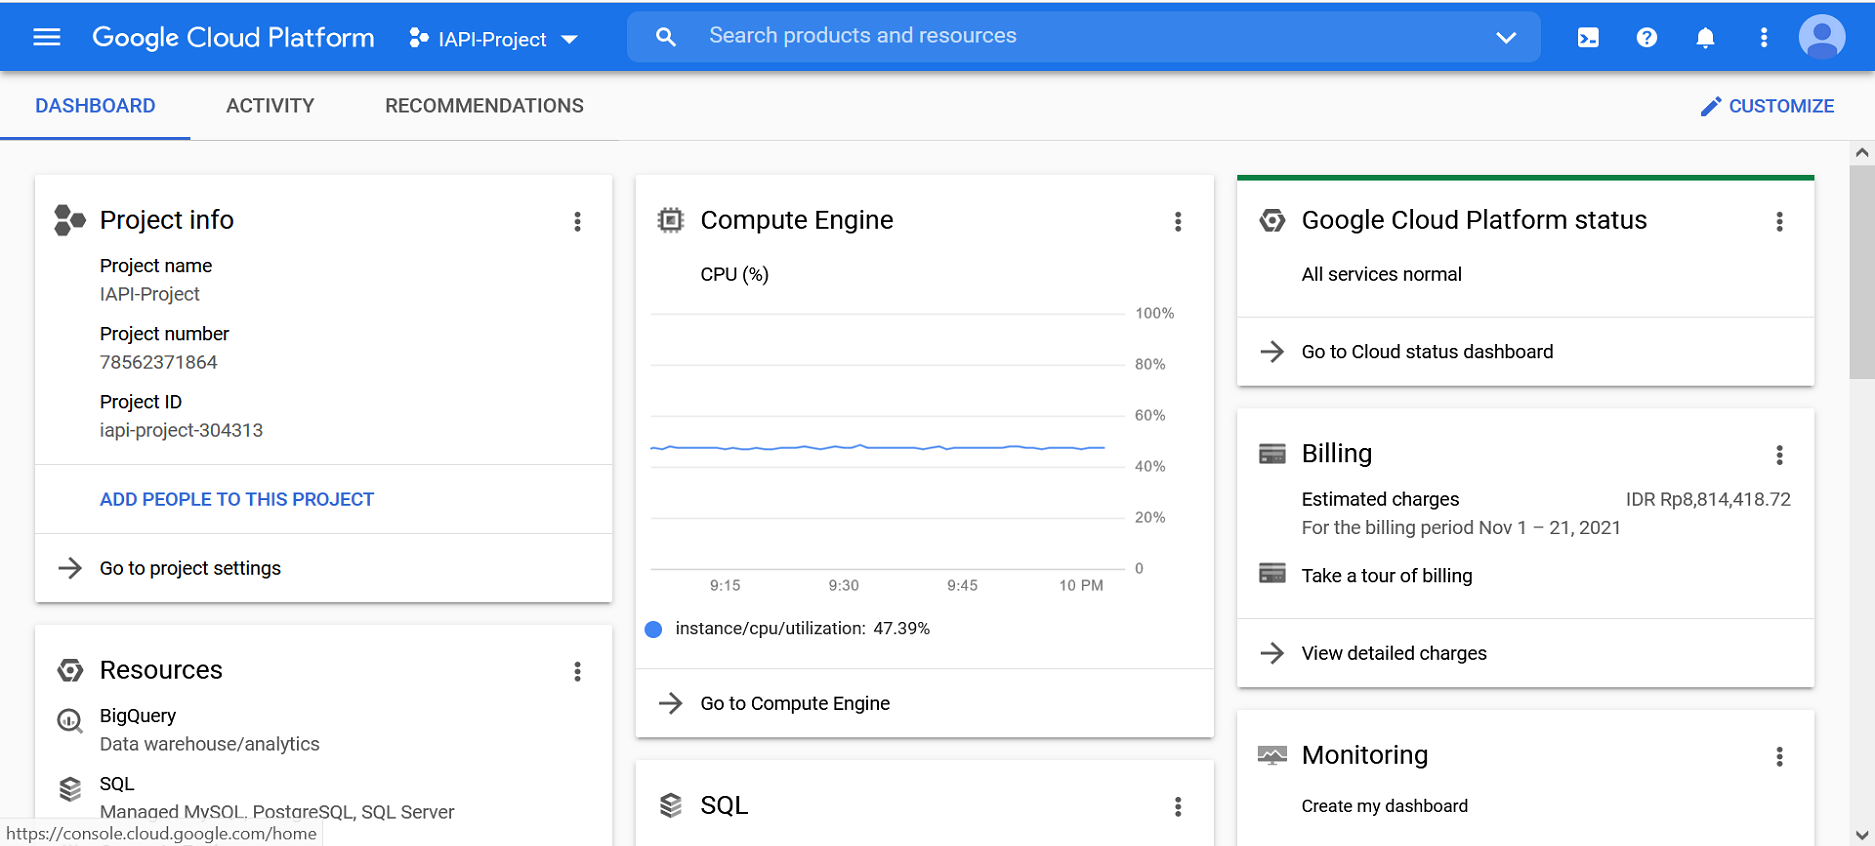 Google Cloud Platform
IAPI-Project
Search products and resources
DASHBOARD
ACTIVITY
RECOMMENDATIONS
CUSTOMIZE
Project info
Project name
IAPI-Project
Project number
78562371864
Project ID
iapi-project-304313
ADD PEOPLE TO THIS PROJECT
Go to project settings
Resources
BigQuery
Data warehouse/analytics
SQL
Managed MySQL, PostgreSQL, SQL Server
https://console.cloud.google.com/home
Compute Engine
CPU (%)
100%
80%
60%
40%
20%
0
9:15 9:30 9:45 10 PM
instance/cpu/utilization: 47.39%
Go to Compute Engine
SQL
Google Cloud Platform status
All services normal
Go to Cloud status dashboard
Billing
Estimated charges IDR Rp8,814,418.72
For the billing period Nov 1 – 21, 2021
Take a tour of billing
View detailed charges
Monitoring
Create my dashboard